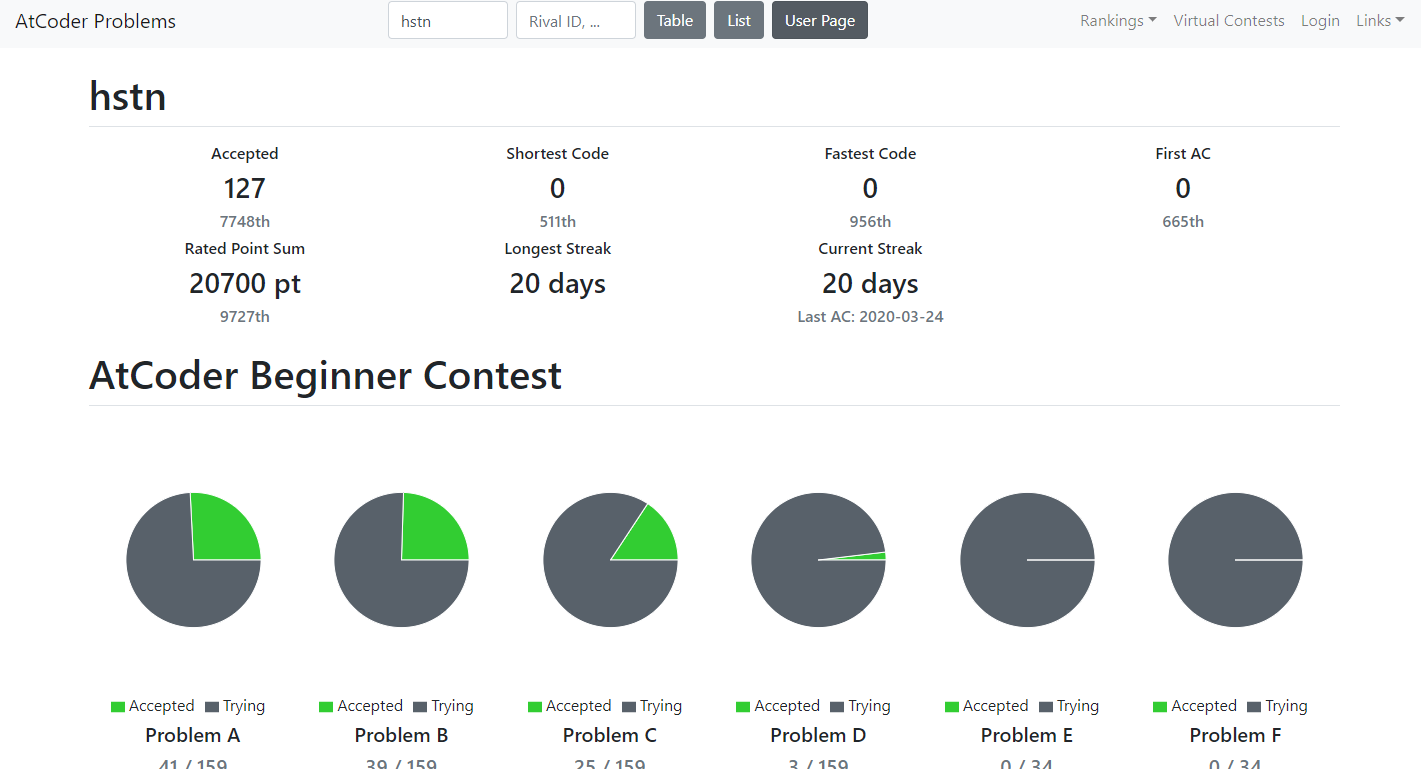 AtCoder Problems hstn Rival ID, ... Table List User Page Rankings Virtual Contests Login Links
hstn
Accepted Shortest Code Fastest Code First AC
127 0 0 0
7748th 511th 956th 665th
Rated Point Sum Longest Streak Current Streak
20700 pt 20 days 20 days
9727th Last AC: 2020-03-24
AtCoder Beginner Contest
Accepted Trying Accepted Trying Accepted Trying Accepted Trying Accepted Trying Accepted Trying
Problem A Problem B Problem C Problem D Problem E Problem F
41 / 159 39 / 159 25 / 159 3 / 159 0 / 34 0 / 34